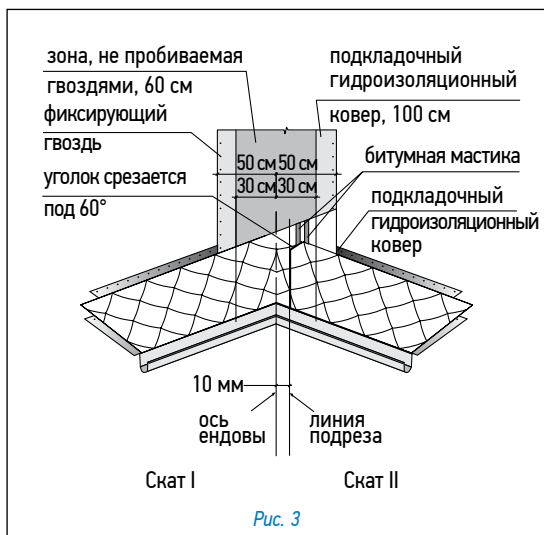 зона, не пробиваемая
гвоздями, 60 см
фиксирующий
гвоздь
уголок срезается
под 60°
подкладочный
гидроизоляционный
ковер, 100 см
битумная мастика
подкладочный
гидроизоляционный
ковер
50 см 50 см
30 см 30 см
10 мм
ось
ендовы
линия
подреза
Скат I
Скат II
Рис. 3